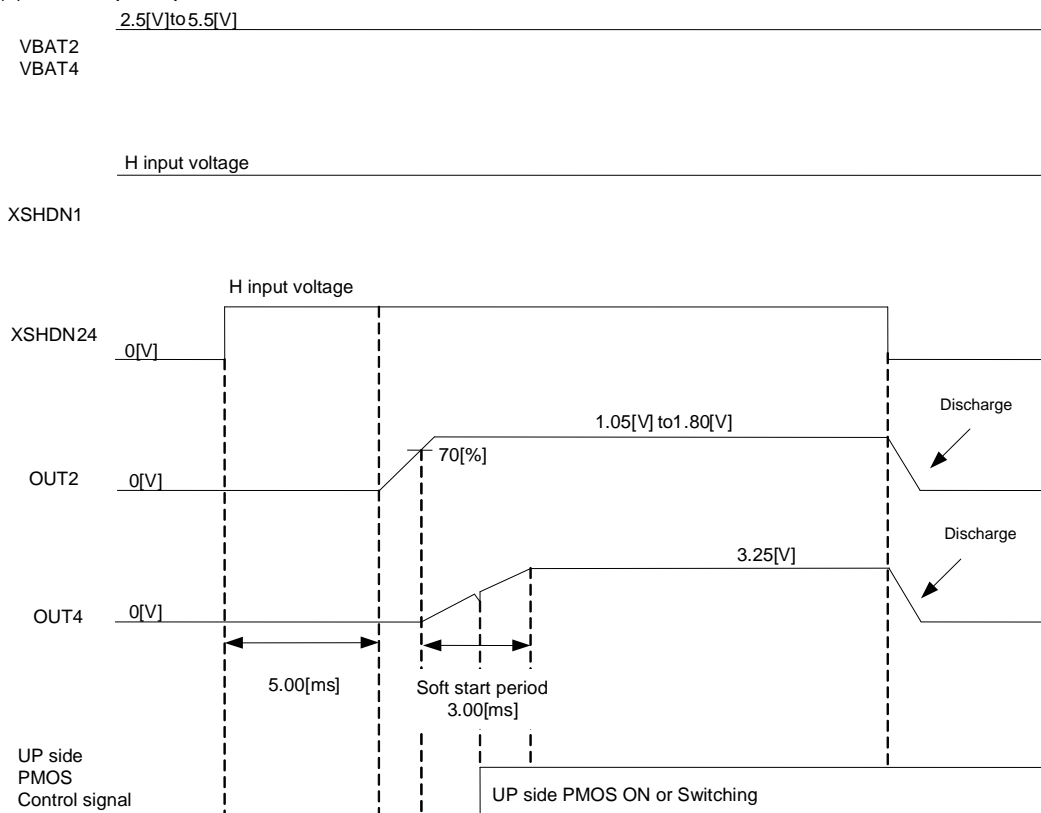 2.5[V]to5.5[V]
VBAT2
VBAT4
H input voltage
XSHDN1
H input voltage
XSHDN24
0[V]
Discharge
1.05[V] to1.80[V]
70[%]
OUT2
0[V]
Discharge
3.25[V]
OUT4
0[V]
5.00[ms]
Soft start period
3.00[ms]
UP side
PMOS
Control signal
UP side PMOS ON or Switching